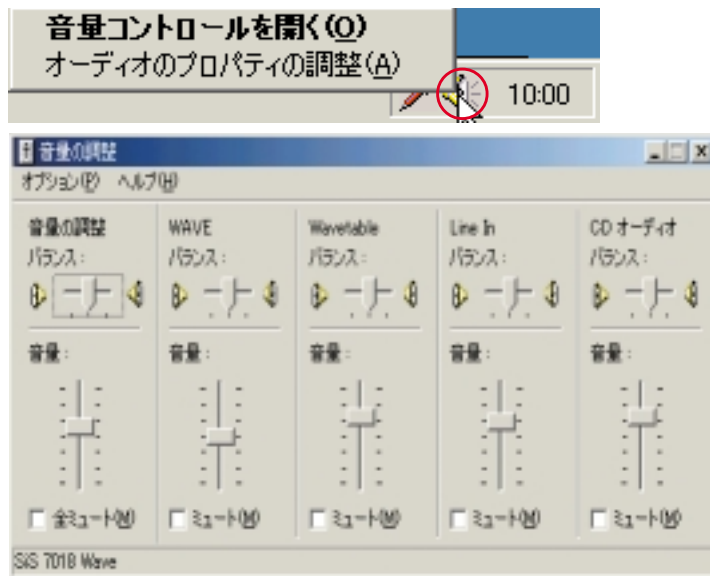 音量コントロールを開く(O)
オーディオのプロパティの調整(A)
10:00
音量の調整
オプション(P) ヘルプ(H)
音量の調整 WAVE Wavetable Line In CD オーディオ
バランス: バランス: バランス: バランス: バランス:
音量: 音量: 音量: 音量: 音量:
全ミュート(M) ミュート(M) ミュート(M) ミュート(M) ミュート(M)
SiS 7018 Wave